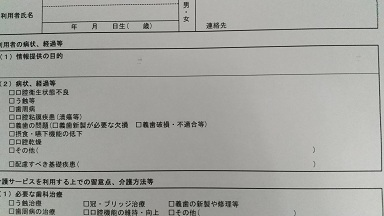 利用者氏名
年　月　日生(　歳)
男・女
連絡先
利用者の病状、経過等
(1) 情報提供の目的
(2) 病状、経過等
□口腔衛生状態不良
□う蝕等
□歯周病
□口腔粘膜疾患(潰瘍等)
□義歯の問題(□義歯新製が必要な欠損　□義歯破損・不適合等)
□摂食・嚥下機能の低下
□口腔乾燥
□その他(　)
□配慮すべき基礎疾患(　)
護サービスを利用する上での留意点、介護方法等
(1) 必要な歯科治療
□う蝕治療　□冠・ブリッジ治療　□義歯の新製や修理等
□歯周病の治療　□口腔機能の維持・向上　□その他(　)